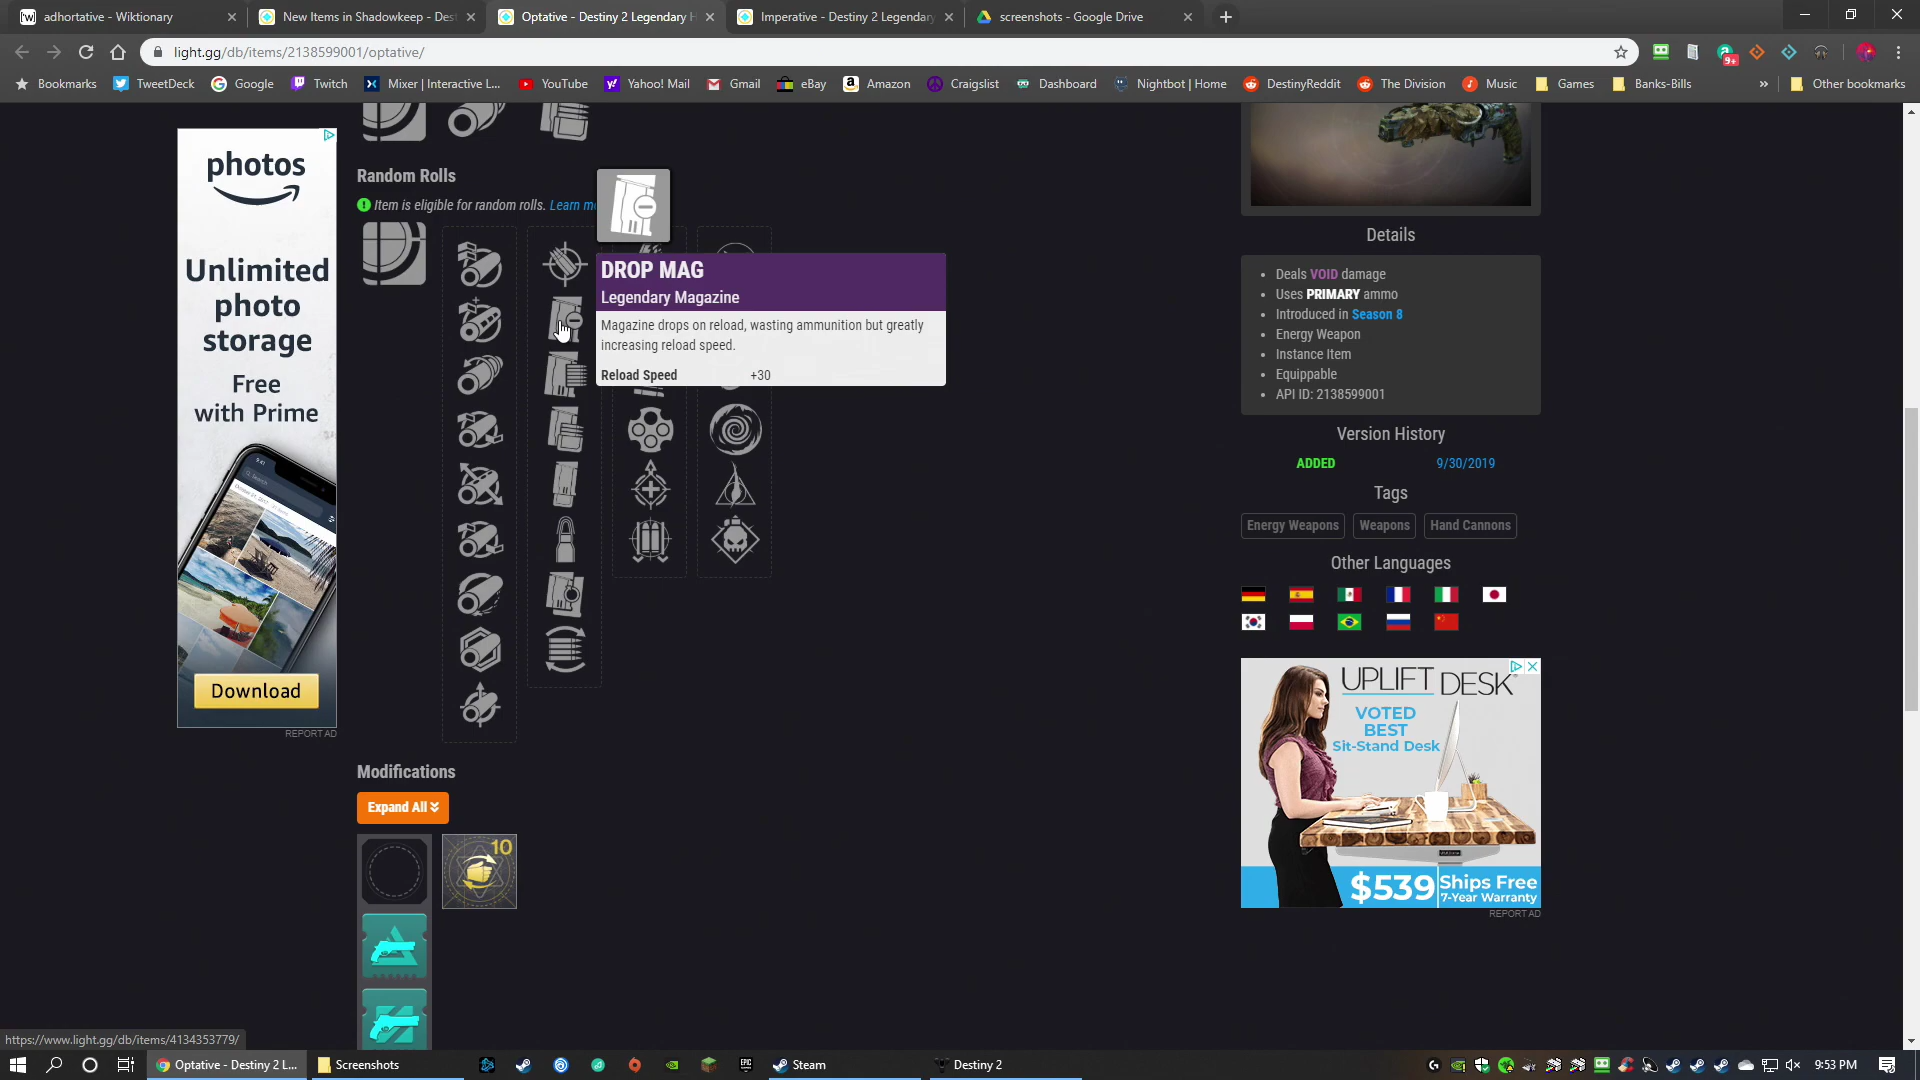 adhortative - Wiktionary
New Items in Shadowkeep - Dest
Optative - Destiny 2 Legendary H
Imperative - Destiny 2 Legendary
screenshots - Google Drive
light.gg/db/items/2138599001/optative/
9+
Bookmarks
TweetDeck
Google
Twitch
Mixer | Interactive L...
YouTube
Yahoo! Mail
Gmail
eBay
Amazon
Craigslist
Dashboard
Nightbot | Home
DestinyReddit
The Division
Music
Games
Banks-Bills
»
Other bookmarks
photos
Unlimited
photo
storage
Free
with Prime
Download
REPORT AD
Random Rolls
Item is eligible for random rolls. Learn mo
DROP MAG
Legendary Magazine
Magazine drops on reload, wasting ammunition but greatly
increasing reload speed.
Reload Speed +30
Modifications
Expand All
10
Details
• Deals VOID damage
• Uses PRIMARY ammo
• Introduced in Season 8
• Energy Weapon
• Instance Item
• Equippable
• API ID: 2138599001
Version History
ADDED 9/30/2019
Tags
Energy Weapons
Weapons
Hand Cannons
Other Languages
UPLIFT DESK
VOTED
BEST
Sit-Stand Desk
$539
Ships Free
7-Year Warranty
REPORT AD
https://www.light.gg/db/items/4134353779/
Optative - Destiny 2 L...
Screenshots
EPIC
Steam
Destiny 2
9:53 PM